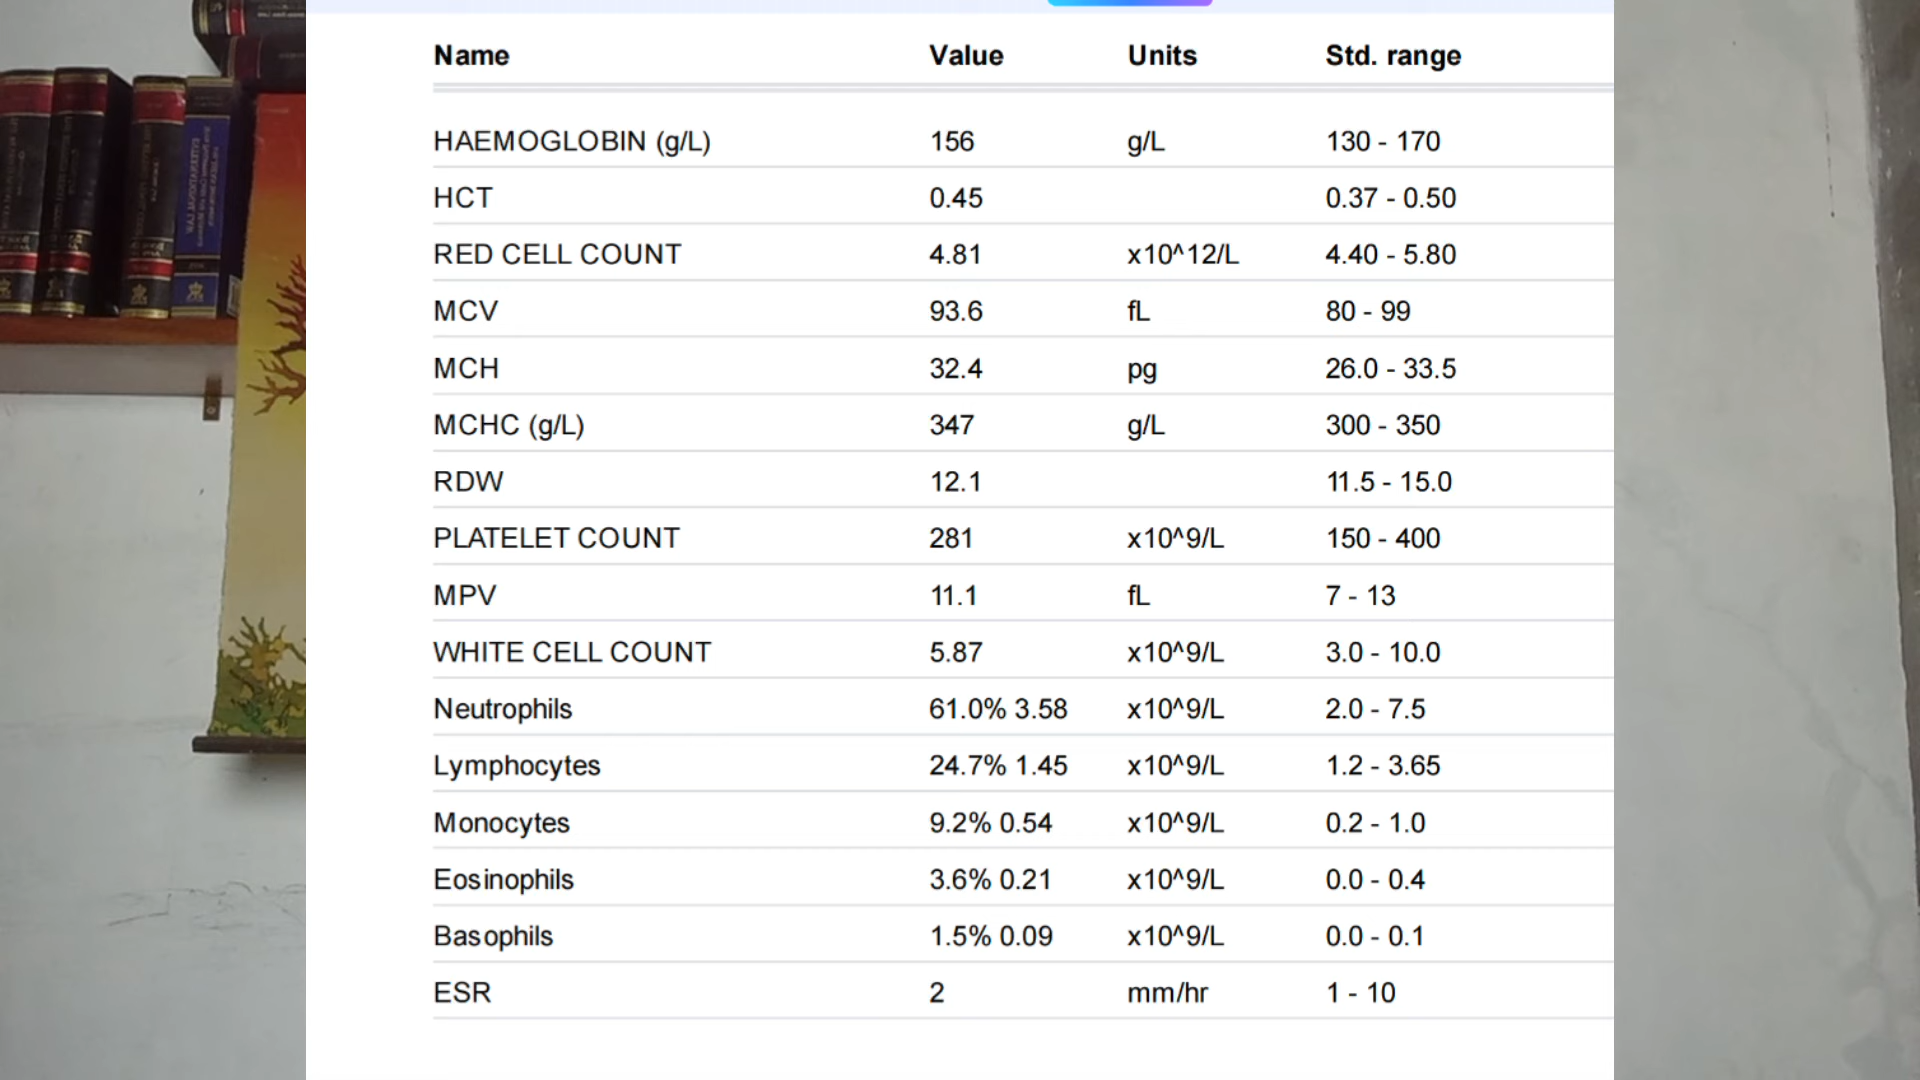 Name Value Units Std. range
HAEMOGLOBIN (g/L) 156 g/L 130 - 170
HCT 0.45 0.37 - 0.50
RED CELL COUNT 4.81 x10^12/L 4.40 - 5.80
MCV 93.6 fL 80 - 99
MCH 32.4 pg 26.0 - 33.5
MCHC (g/L) 347 g/L 300 - 350
RDW 12.1 11.5 - 15.0
PLATELET COUNT 281 x10^9/L 150 - 400
MPV 11.1 fL 7 - 13
WHITE CELL COUNT 5.87 x10^9/L 3.0 - 10.0
Neutrophils 61.0% 3.58 x10^9/L 2.0 - 7.5
Lymphocytes 24.7% 1.45 x10^9/L 1.2 - 3.65
Monocytes 9.2% 0.54 x10^9/L 0.2 - 1.0
Eosinophils 3.6% 0.21 x10^9/L 0.0 - 0.4
Basophils 1.5% 0.09 x10^9/L 0.0 - 0.1
ESR 2 mm/hr 1 - 10